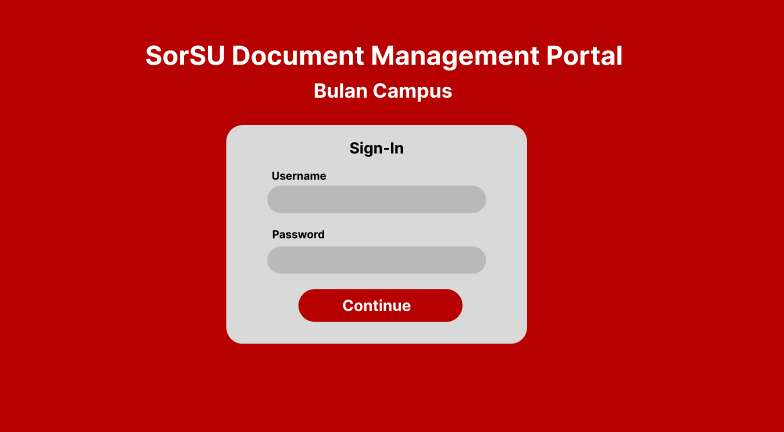 SorSU Document Management Portal
Bulan Campus
Sign-In
Username
Password
Continue